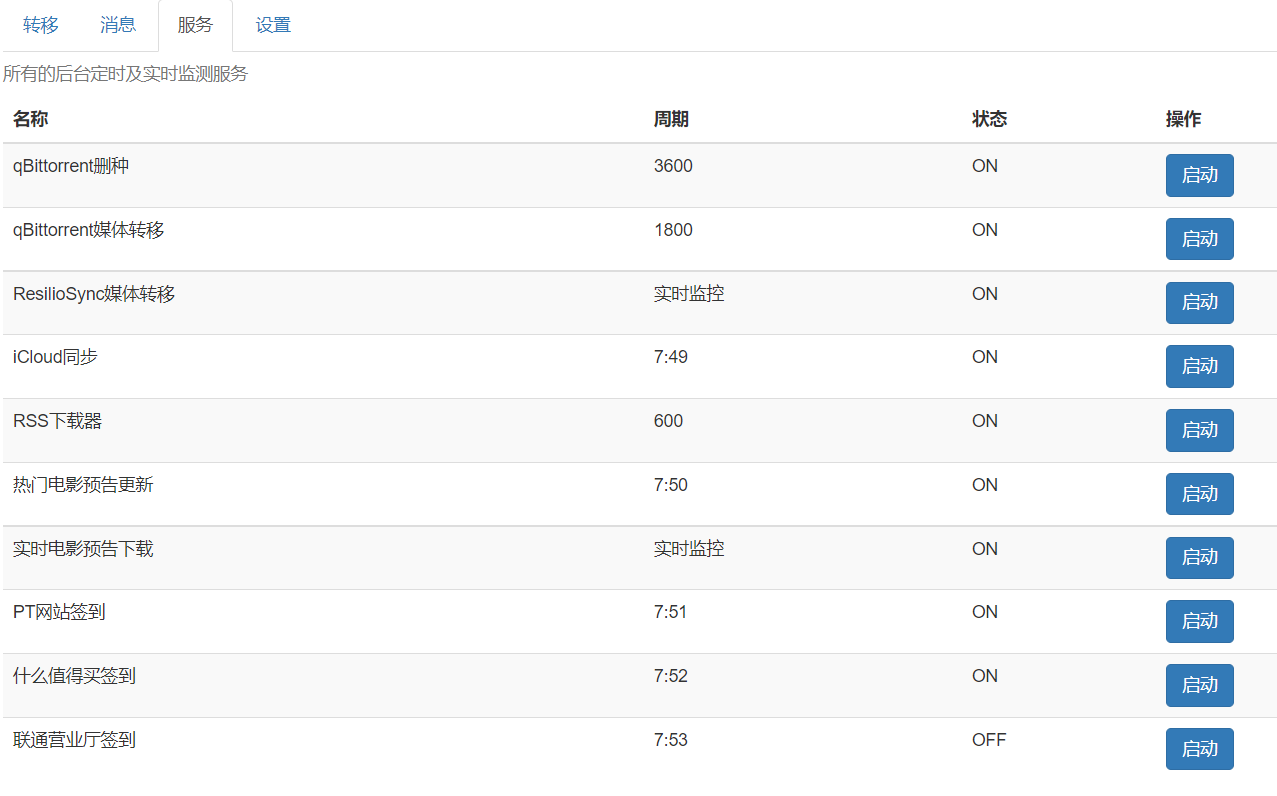 转移 消息 服务 设置
所有的后台定时及实时监测服务
名称 周期 状态 操作
qBittorrent删种 3600 ON 启动
qBittorrent媒体转移 1800 ON 启动
ResilioSync媒体转移 实时监控 ON 启动
iCloud同步 7:49 ON 启动
RSS下载器 600 ON 启动
热门电影预告更新 7:50 ON 启动
实时电影预告下载 实时监控 ON 启动
PT网站签到 7:51 ON 启动
什么值得买签到 7:52 ON 启动
联通营业厅签到 7:53 OFF 启动